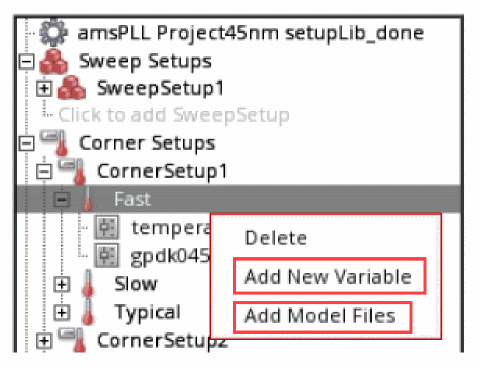 amsPLL Project45nm setupLib_done
Sweep Setups
SweepSetup1
Click to add SweepSetup
Corner Setups
CornerSetup1
Fast
tempera
gpdk045
Delete
Add New Variable
Add Model Files
Slow
Typical
CornerSetup2